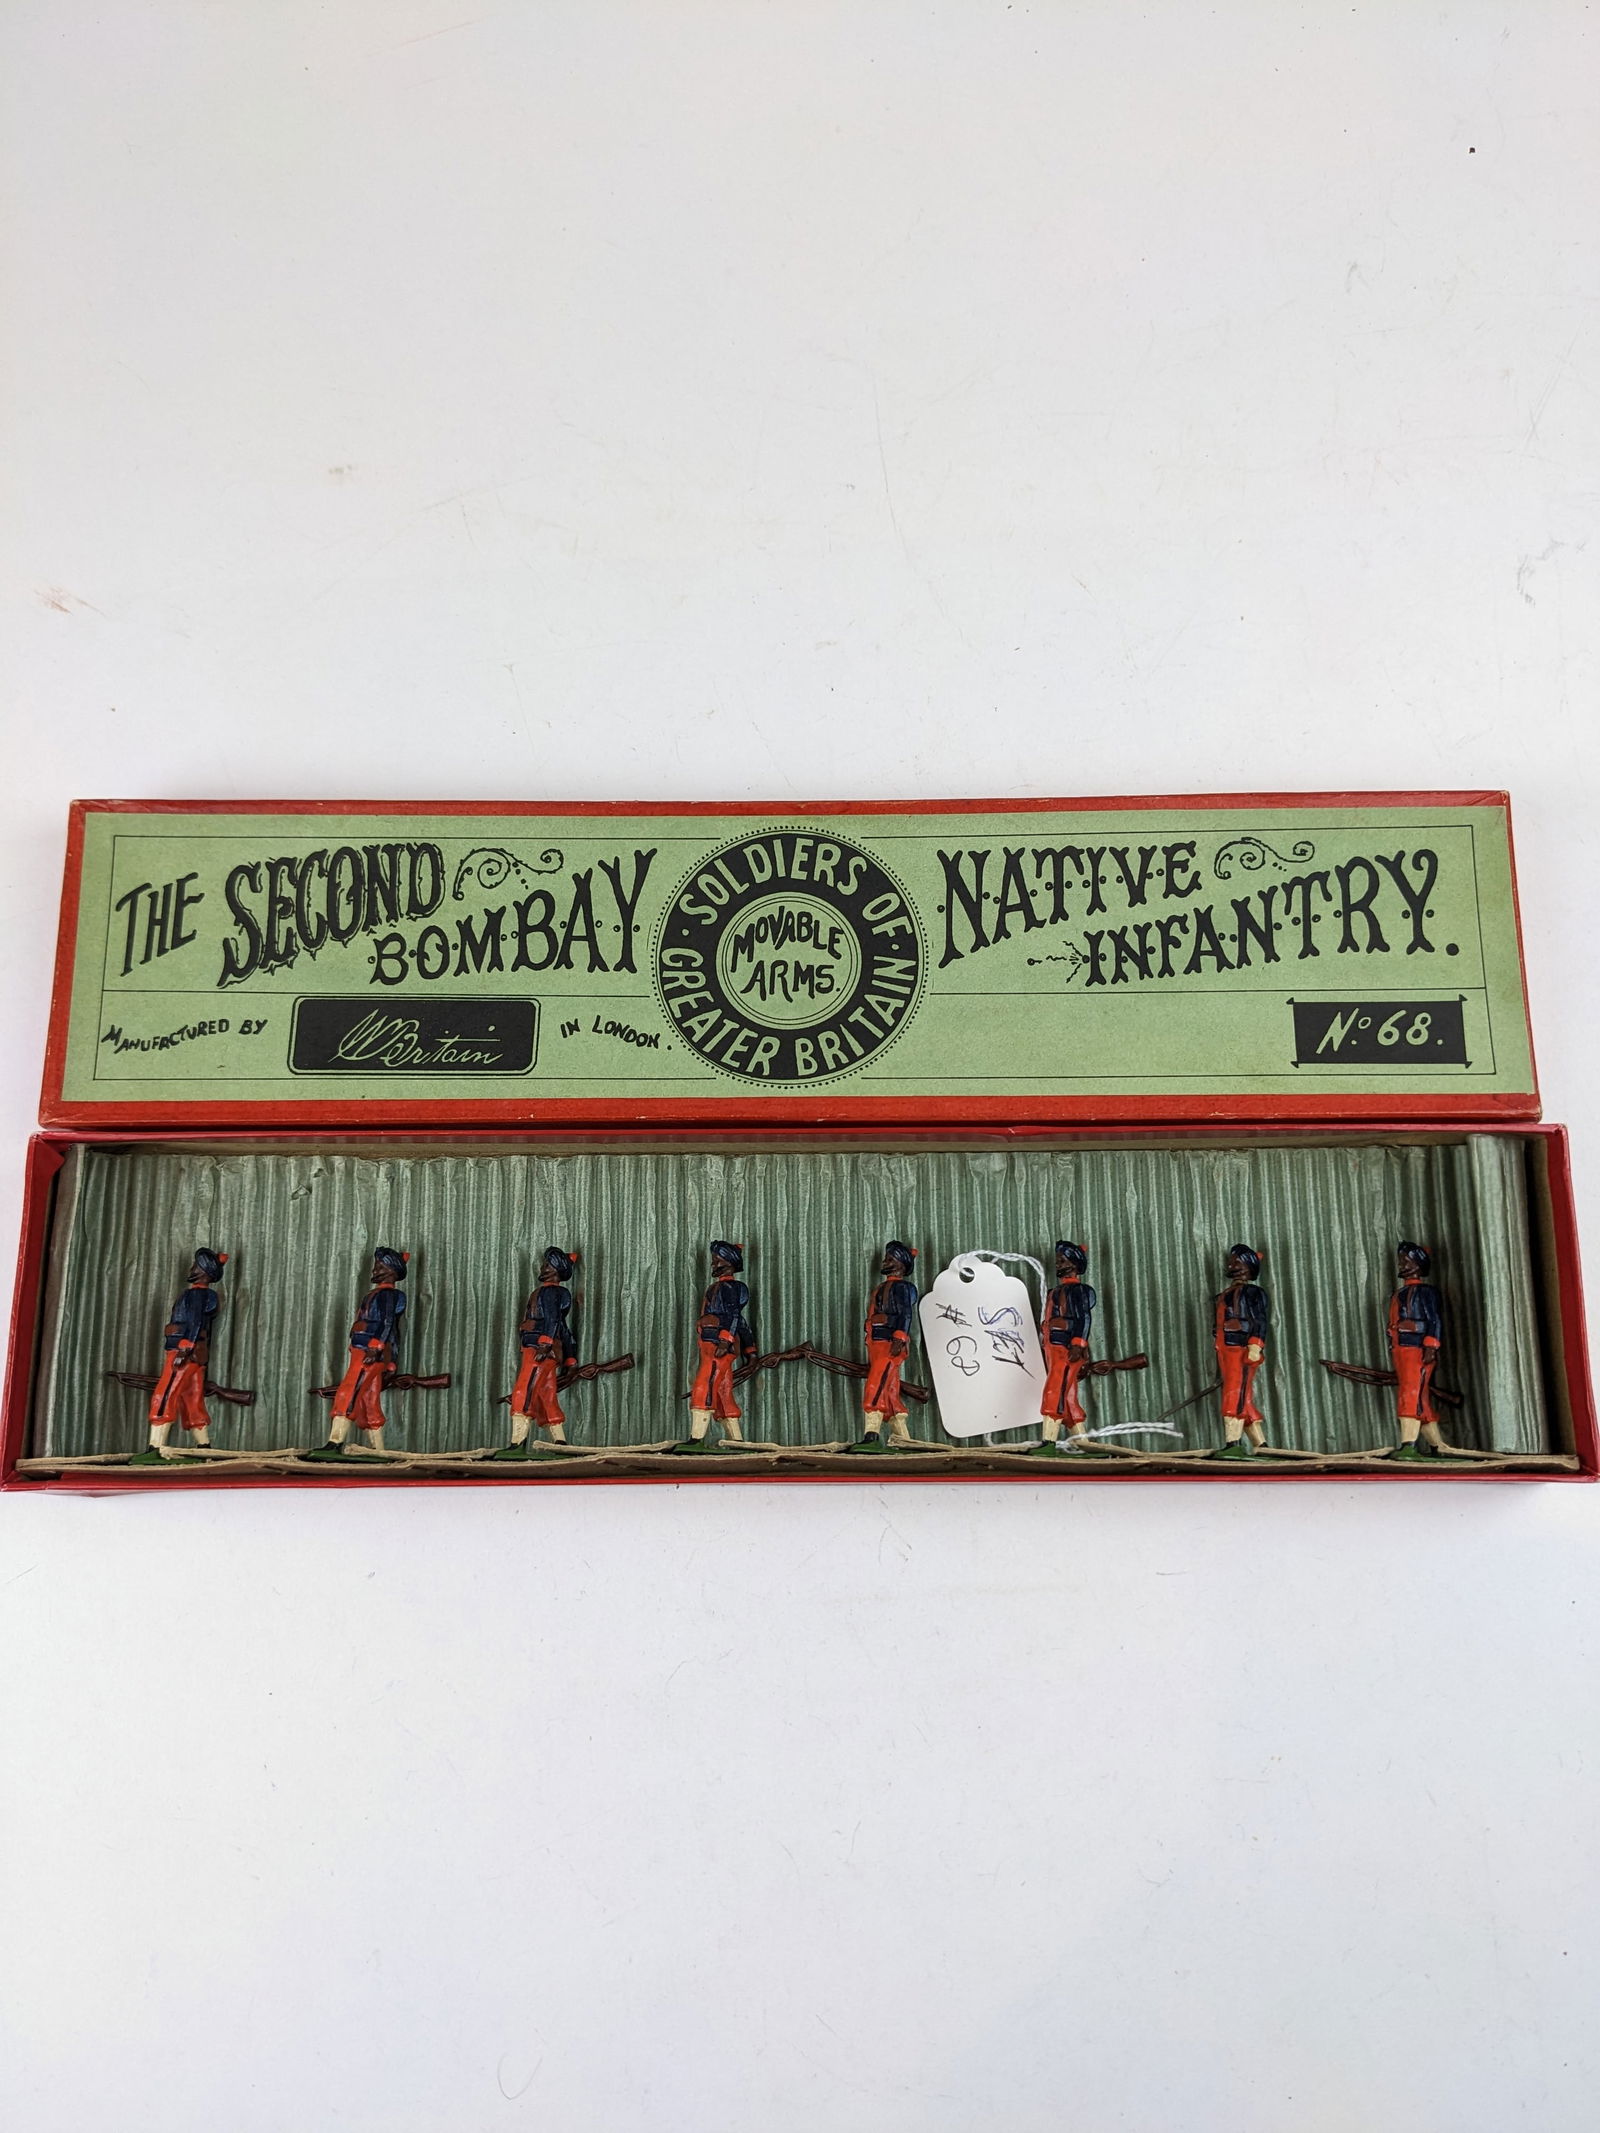 THE SECOND
BOMBAY
SOLDIERS OF
GREATER BRITAIN
MOVABLE
ARMS.
NATIVE
INFANTRY.
MANUFACTURED BY
W Britain
IN LONDON.
No. 68.
SET
# 69